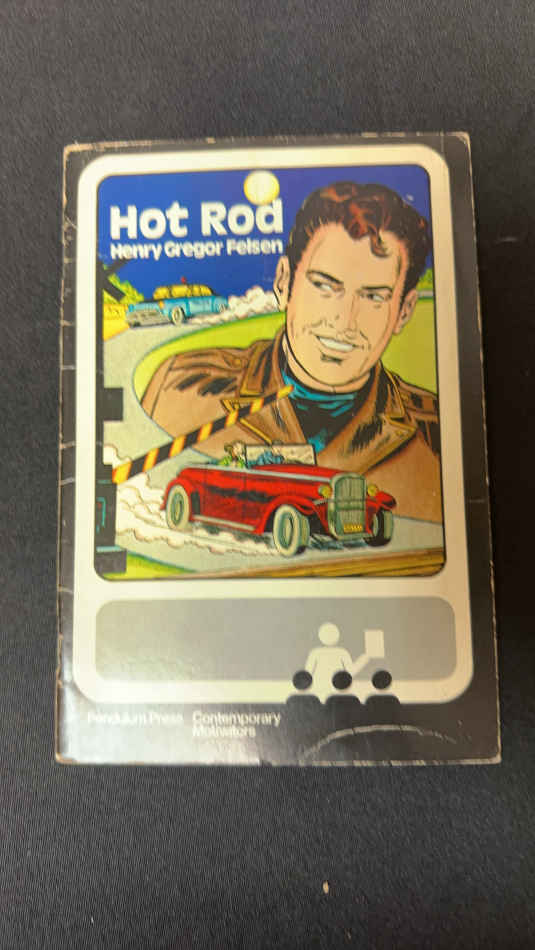 Hot Rod
Henry Gregor Felsen
Pendulum Press Contemporary
Motivators